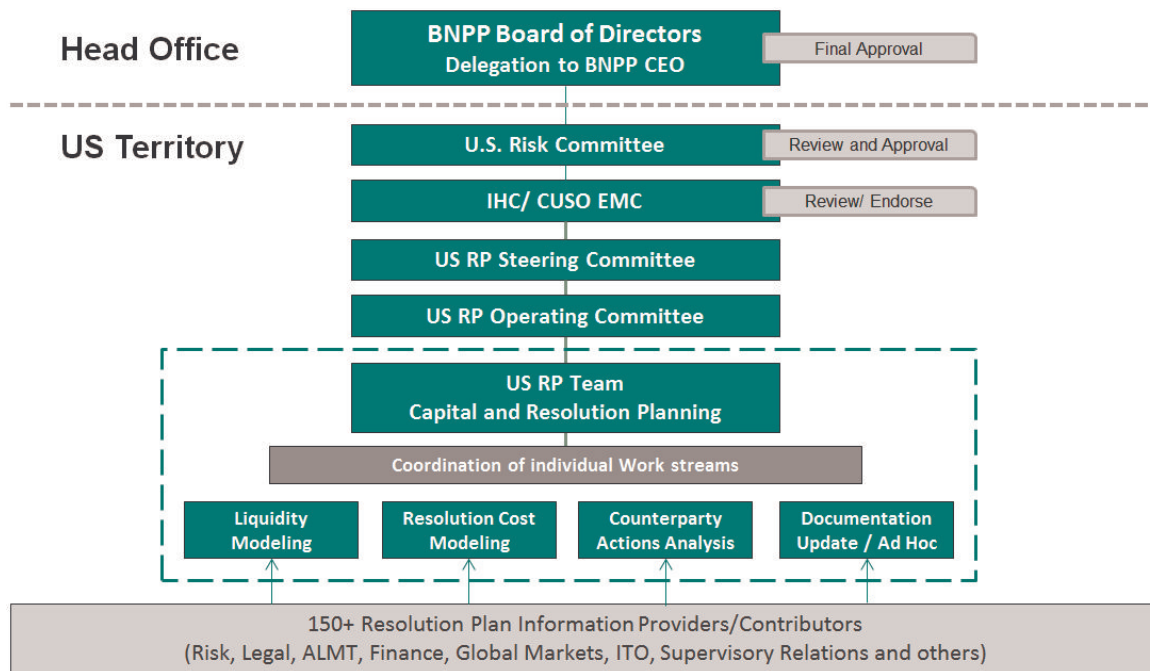 Head Office
BNPP Board of Directors
Delegation to BNPP CEO
Final Approval
US Territory
U.S. Risk Committee
Review and Approval
IHC/ CUSO EMC
Review/ Endorse
US RP Steering Committee
US RP Operating Committee
US RP Team
Capital and Resolution Planning
Coordination of individual Work streams
Liquidity
Modeling
Resolution Cost
Modeling
Counterparty
Actions Analysis
Documentation
Update / Ad Hoc
150+ Resolution Plan Information Providers/Contributors
(Risk, Legal, ALMT, Finance, Global Markets, ITO, Supervisory Relations and others)